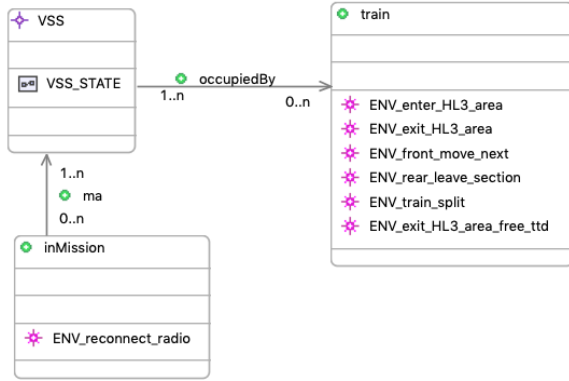 VSS
VSS_STATE
occupiedBy
1..n
0..n
train
ENV_enter_HL3_area
ENV_exit_HL3_area
ENV_front_move_next
ENV_rear_leave_section
ENV_train_split
ENV_exit_HL3_area_free_ttd
1..n
ma
0..n
inMission
ENV_reconnect_radio